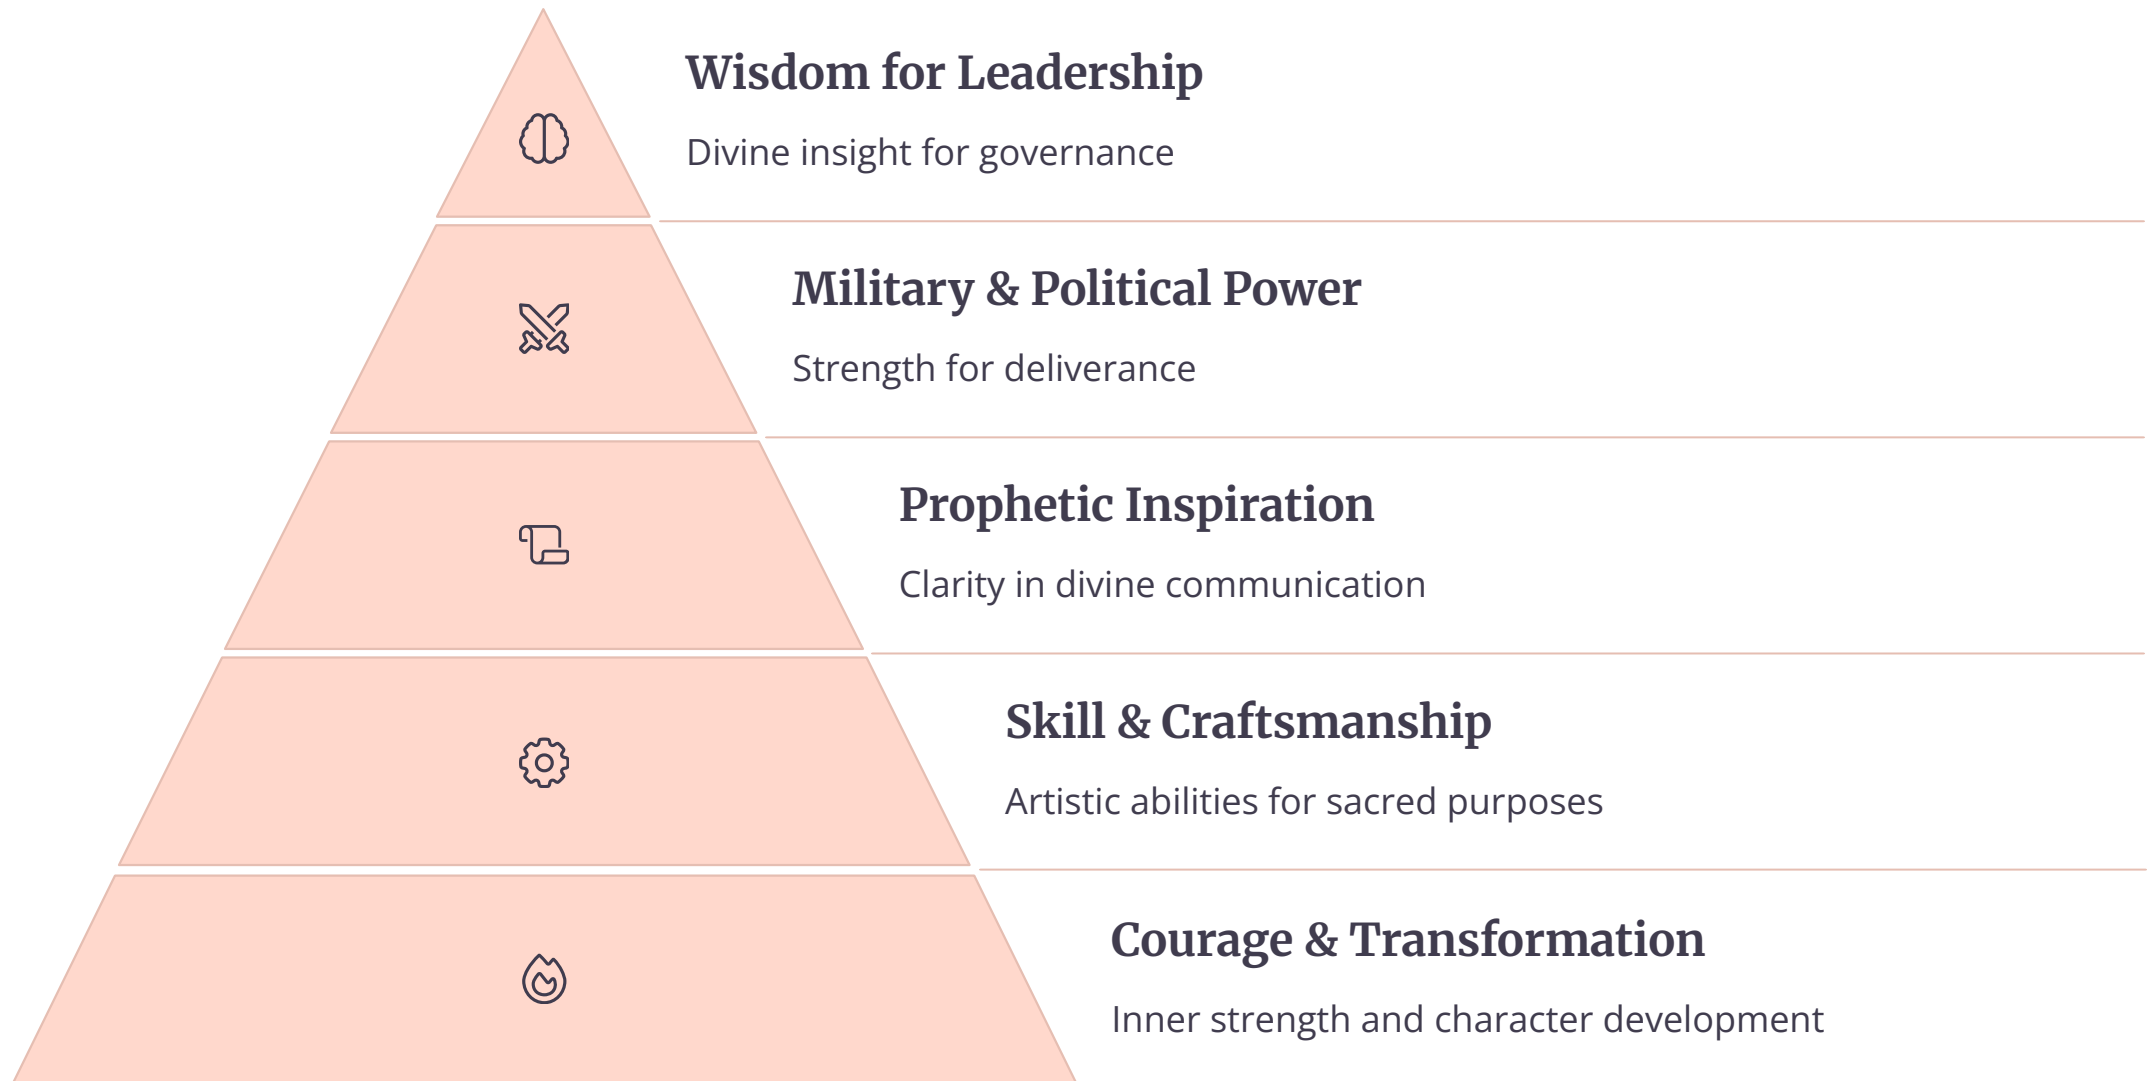 Wisdom for Leadership
Divine insight for governance
Military & Political Power
Strength for deliverance
Prophetic Inspiration
Clarity in divine communication
Skill & Craftsmanship
Artistic abilities for sacred purposes
Courage & Transformation
Inner strength and character development